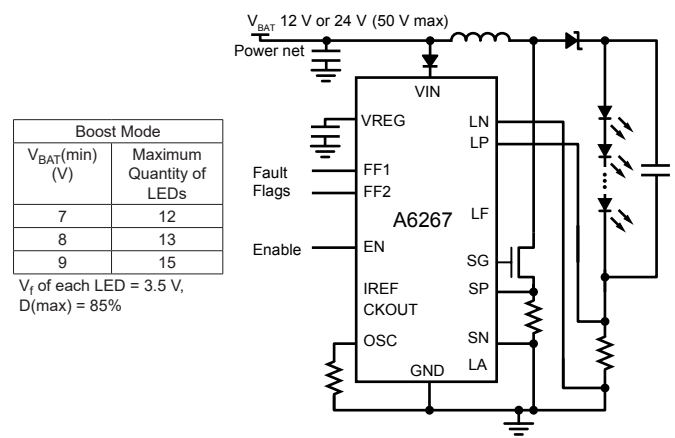 V_BAT 12 V or 24 V (50 V max)
Power net
VIN
VREG
LN
LP
Fault
Flags
FF1
FF2
A6267
LF
Enable
EN
SG
IREF
SP
CKOUT
OSC
SN
LA
GND
Boost Mode
V_BAT(min)
(V)
Maximum
Quantity of
LEDs
7 12
8 13
9 15
V_f of each LED = 3.5 V,
D(max) = 85%